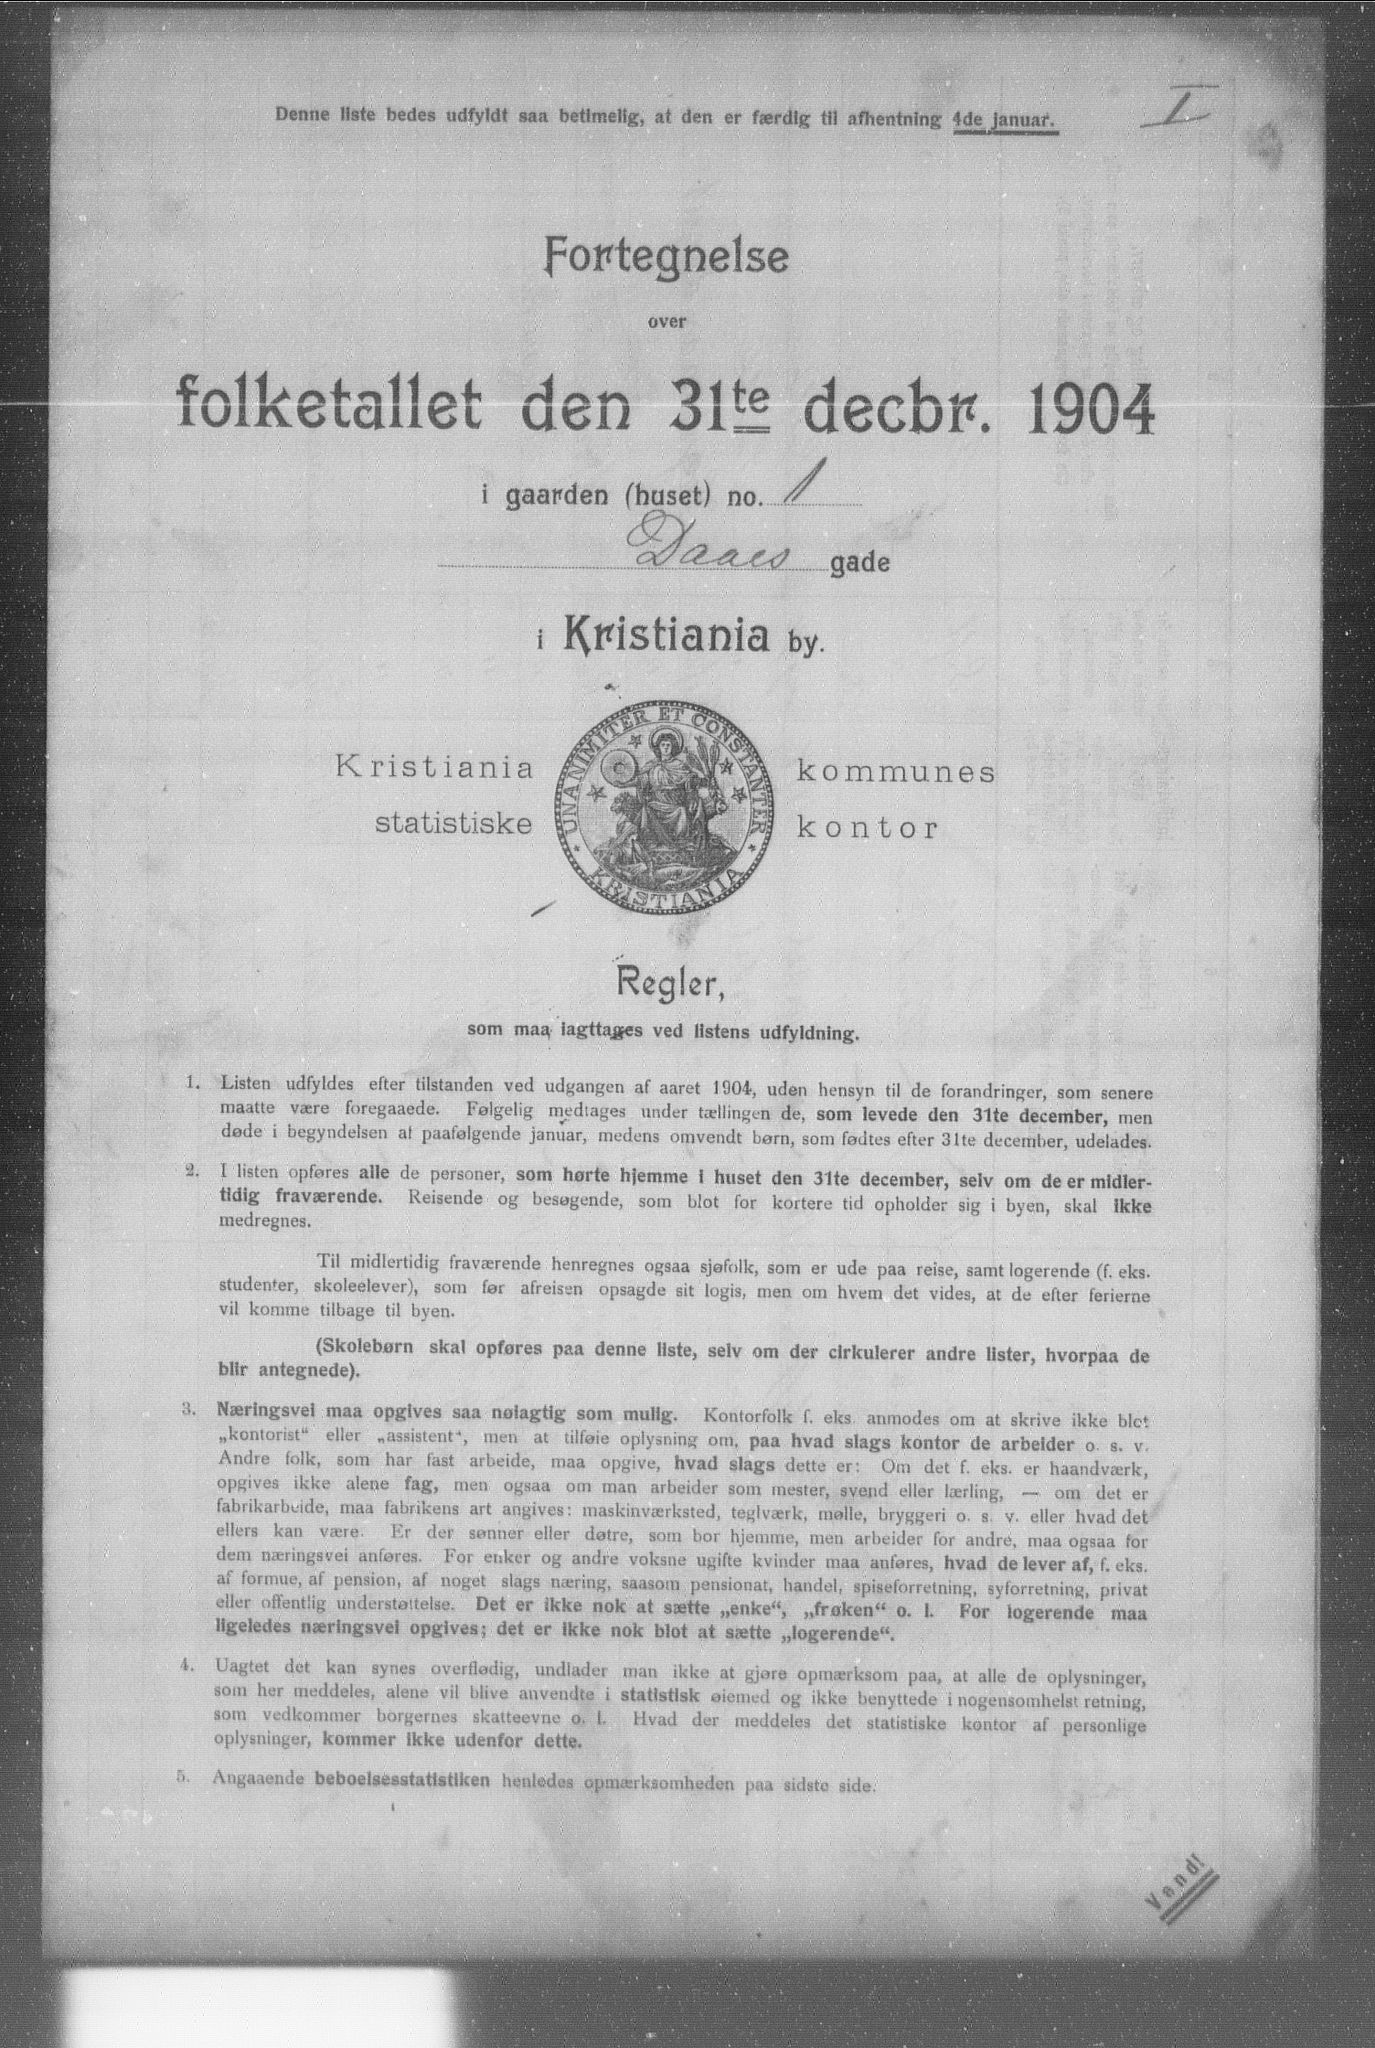 Denne liste bedes udfyldt saa betimelig, at den er færdig til afhentning 4de januar.
I
Fortegnelse
over
folketallet den 31te decbr. 1904
i gaarden (huset) no. 1
Daaes gade
i Kristiania by.
Kristiania kommunes
statistiske kontor
UNANIMITER ET CONSTANTER
KRISTIANIA
Regler,
som maa iagttages ved listens udfyldning.
1. Listen udfyldes efter tilstanden ved udgangen af aaret 1904, uden hensyn til de forandringer, som senere
maatte være foregaaede. Følgelig medtages under tællingen de, som levede den 31te december, men
døde i begyndelsen af paafølgende januar, medens omvendt børn, som fødtes efter 31te december, udelades.
2. I listen opføres alle de personer, som hørte hjemme i huset den 31te december, selv om de er midler-
tidig fraværende. Reisende og besøgende, som blot for kortere tid opholder sig i byen, skal ikke
medregnes.
Til midlertidig fraværende henregnes ogsaa sjøfolk, som er ude paa reise, samt logerende (f. eks.
studenter, skoleelever), som før afreisen opsagde sit logis, men om hvem det vides, at de efter ferierne
vil komme tilbage til byen.
(Skolebørn skal opføres paa denne liste, selv om der cirkulerer andre lister, hvorpaa de
blir antegnede).
3. Næringsvei maa opgives saa nøiagtig som mulig. Kontorfolk f. eks. anmodes om at skrive ikke blot
„kontorist“ eller „assistent“, men at tilføie oplysning om, paa hvad slags kontor de arbeider o. s. v.
Andre folk, som har fast arbeide, maa opgive, hvad slags dette er: Om det f. eks. er haandværk,
opgives ikke alene fag, men ogsaa om man arbeider som mester, svend eller lærling, — om det er
fabrikarbeide, maa fabrikens art angives: maskinværksted, teglværk, mølle, bryggeri o. s. v. eller hvad det
ellers kan være. Er der sønner eller døtre, som bor hjemme, men arbeider for andre, maa ogsaa for
dem næringsvei anføres. For enker og andre voksne ugifte kvinder maa anføres, hvad de lever af, f. eks.
af formue, af pension, af noget slags næring, saasom pensionat, handel, spiseforretning, syforretning, privat
eller offentlig understøttelse. Det er ikke nok at sætte „enke“, „frøken“ o. l. For logerende maa
ligeledes næringsvei opgives; det er ikke nok blot at sætte „logerende“.
4. Uagtet det kan synes overflødig, undlader man ikke at gjøre opmærksom paa, at alle de oplysninger,
som her meddeles, alene vil blive anvendte i statistisk øiemed og ikke benyttede i nogensomhelst retning,
som vedkommer borgernes skatteevne o. l. Hvad der meddeles det statistiske kontor af personlige
oplysninger, kommer ikke udenfor dette.
5. Angaaende beboelsesstatistiken henledes opmærksomheden paa sidste side.
Vend!